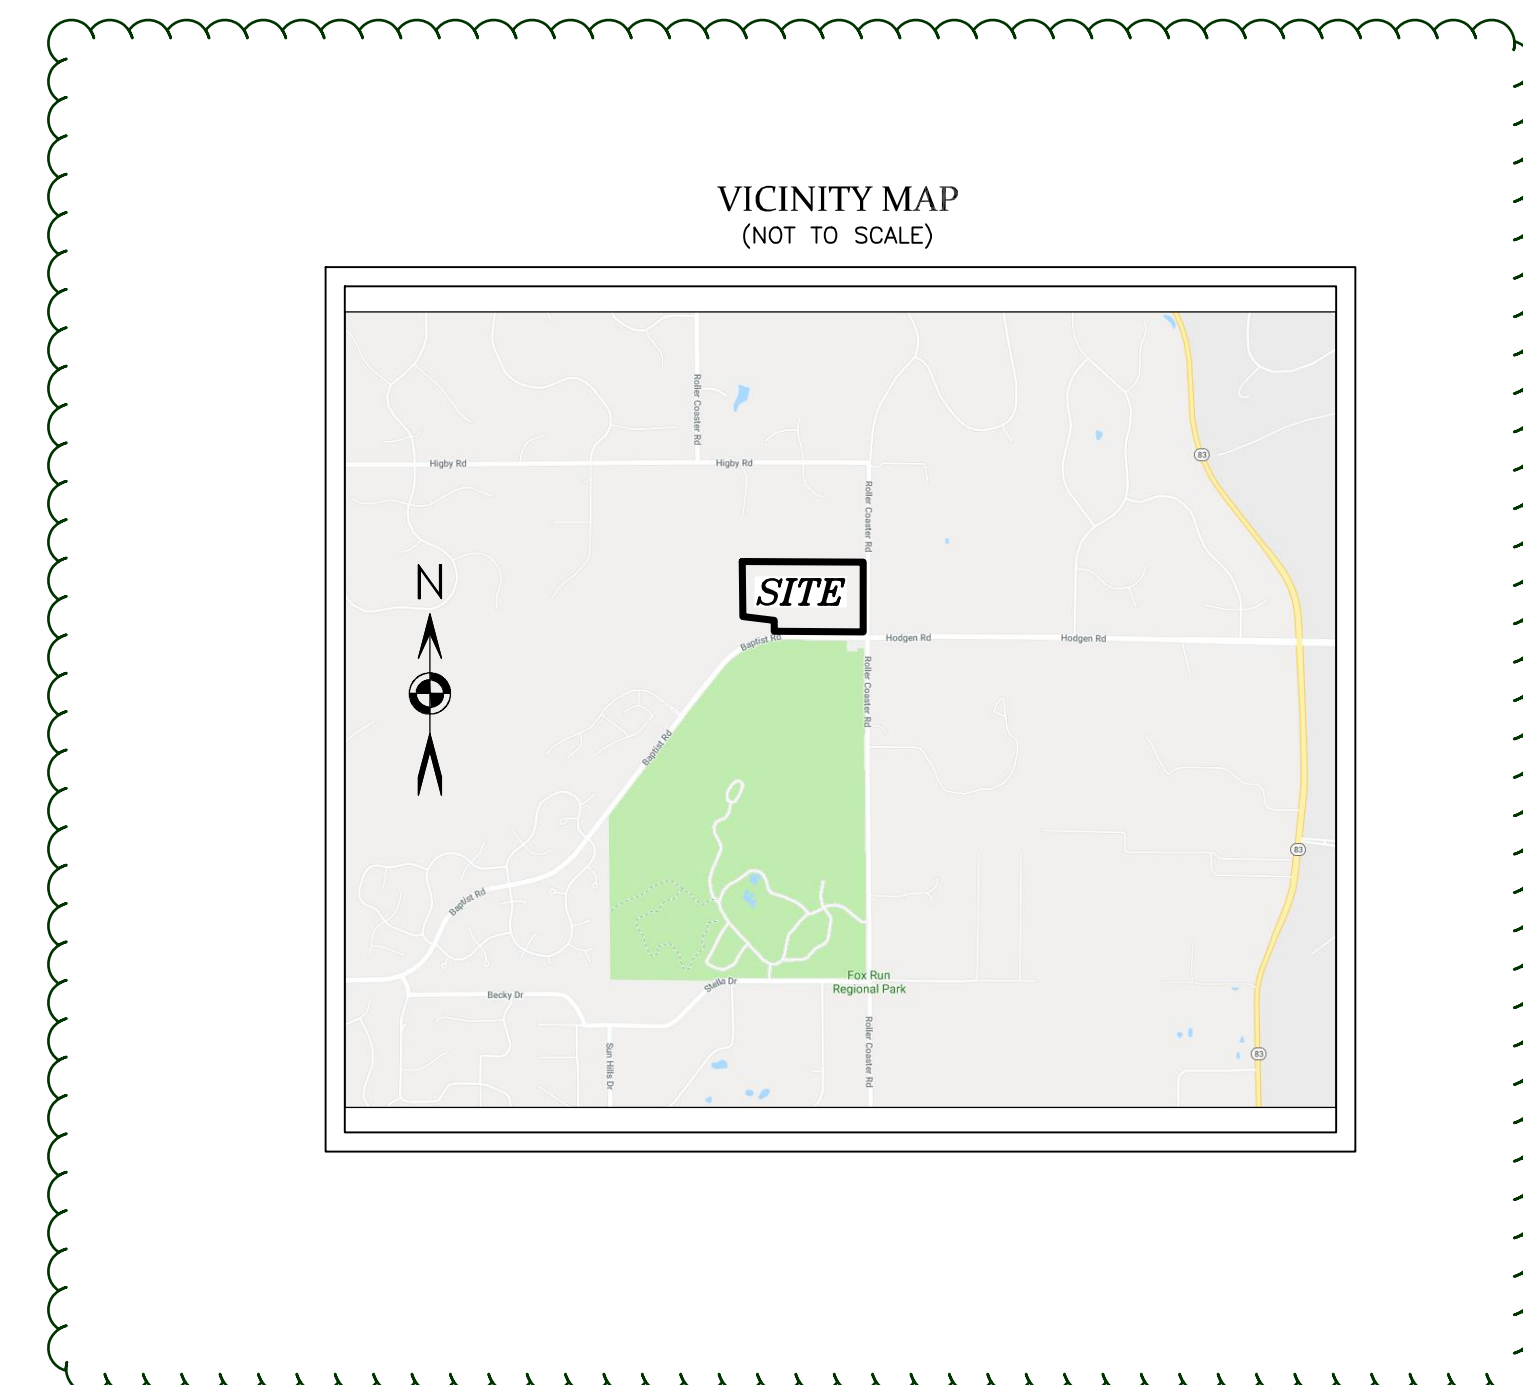 VICINITY MAP
(NOT TO SCALE)
Roller Coaster Rd
83
Higby Rd
Higby Rd
Roller Coaster Rd
N
SITE
Baptist Rd
Hodgen Rd
Hodgen Rd
Roller Coaster Rd
Baptist Rd
83
Baptist Rd
Fox Run
Regional Park
Stella Dr
Becky Dr
Roller Coaster Rd
Sun Hills Dr
83